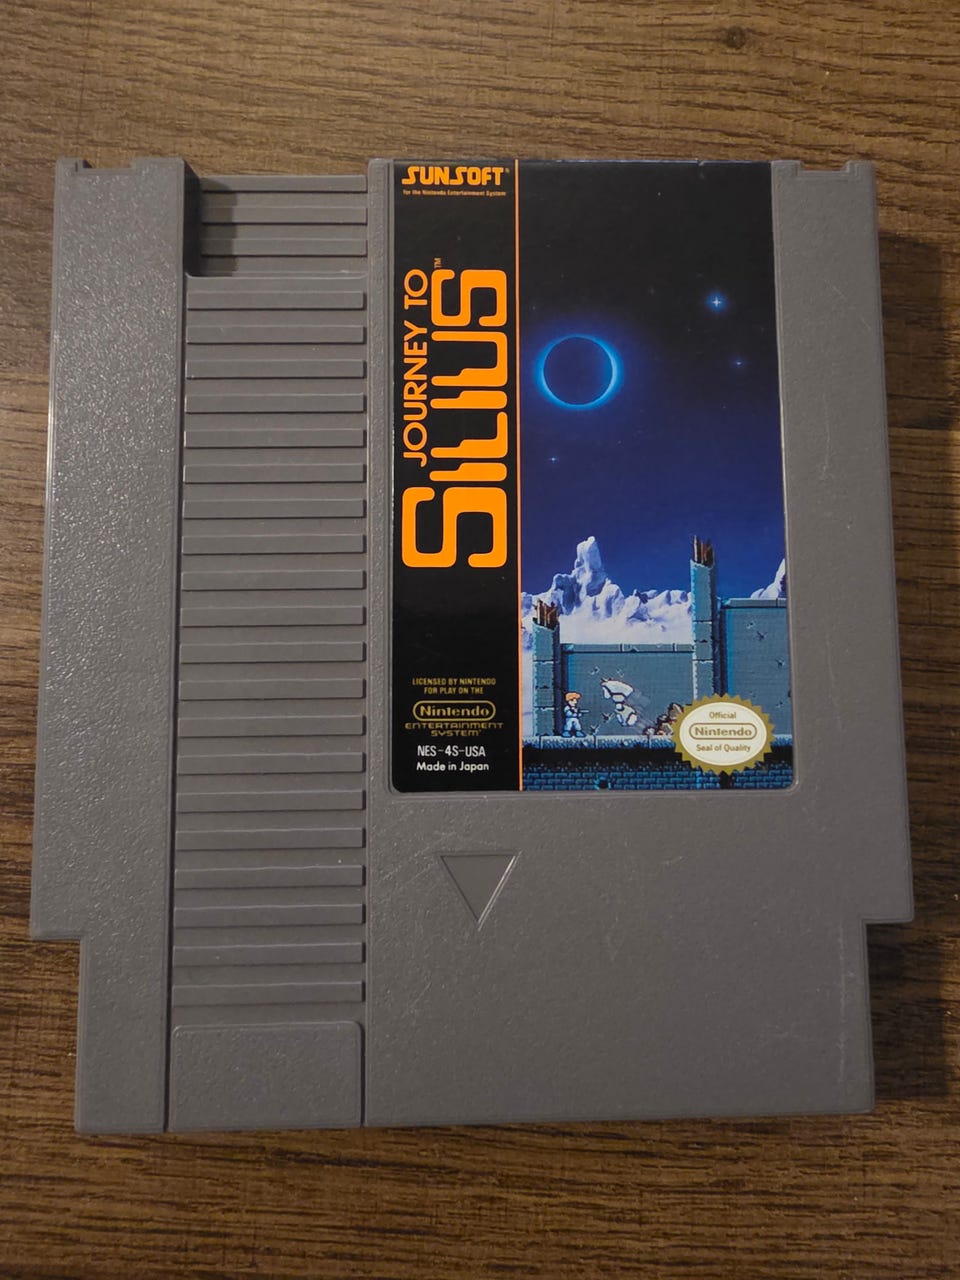 SUNSOFT®
for the Nintendo Entertainment System
JOURNEY TO
SILIUS™
LICENSED BY NINTENDO
FOR PLAY ON THE
Nintendo
ENTERTAINMENT
SYSTEM®
NES-4S-USA
Made in Japan
Official
Nintendo
Seal of Quality